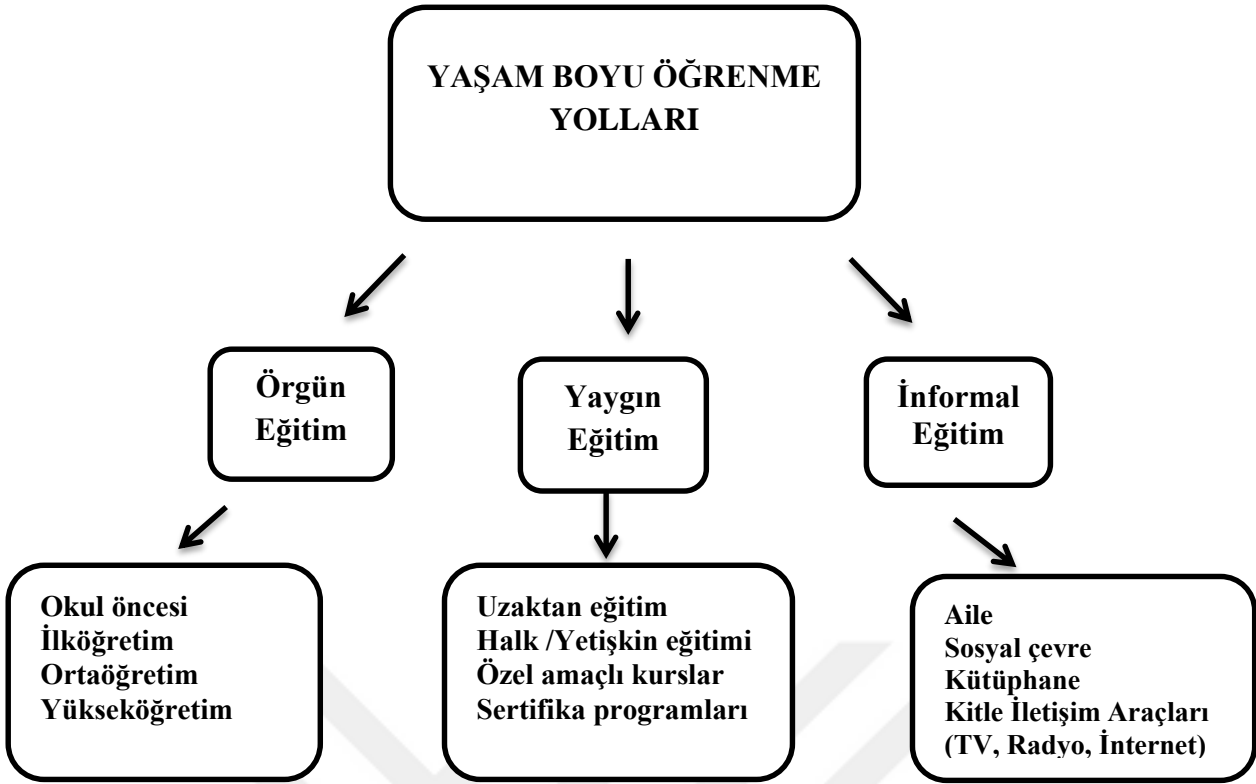 YAŞAM BOYU ÖĞRENME
YOLLARI
Örgün
Eğitim
Yaygın
Eğitim
İnformal
Eğitim
Okul öncesi
İlköğretim
Ortaöğretim
Yükseköğretim
Uzaktan eğitim
Halk /Yetişkin eğitimi
Özel amaçlı kurslar
Sertifika programları
Aile
Sosyal çevre
Kütüphane
Kitle İletişim Araçları
(TV, Radyo, İnternet)